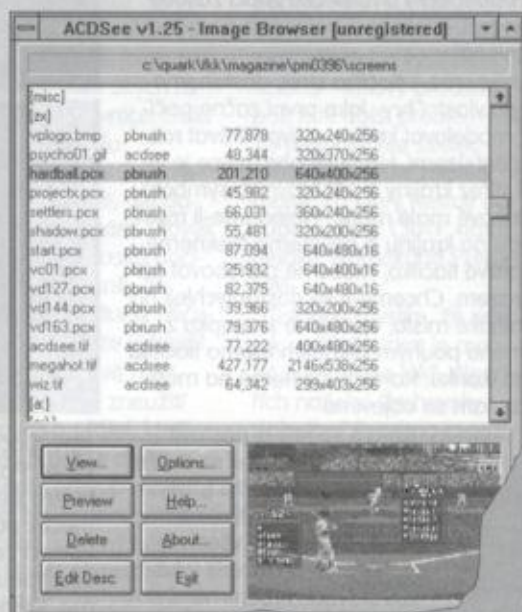 ACDSee v1.25 - Image Browser [unregistered]
c:\quark\fkk\magazine\pm0396\screens
[misc]
[zx]
vplogo.bmp pbrush 77,878 320x240x256
psycho01.gif acdsee 48,344 320x370x256
hardball.pcx pbrush 201,210 640x400x256
projectx.pcx pbrush 45,982 320x240x256
settlers.pcx pbrush 66,031 360x240x256
shadow.pcx pbrush 55,481 320x200x256
start.pcx pbrush 87,094 640x480x16
vc01.pcx pbrush 25,932 640x400x16
vd127.pcx pbrush 82,375 640x480x16
vd144.pcx pbrush 39,966 320x200x256
vd163.pcx pbrush 79,376 640x480x256
acdsee.tif acdsee 77,222 400x480x256
megahot.tif acdsee 427,177 2146x538x256
wiz.tif acdsee 64,342 299x403x256
[a:]
View... Options...
Preview Help...
Delete About...
Edit Desc Exit